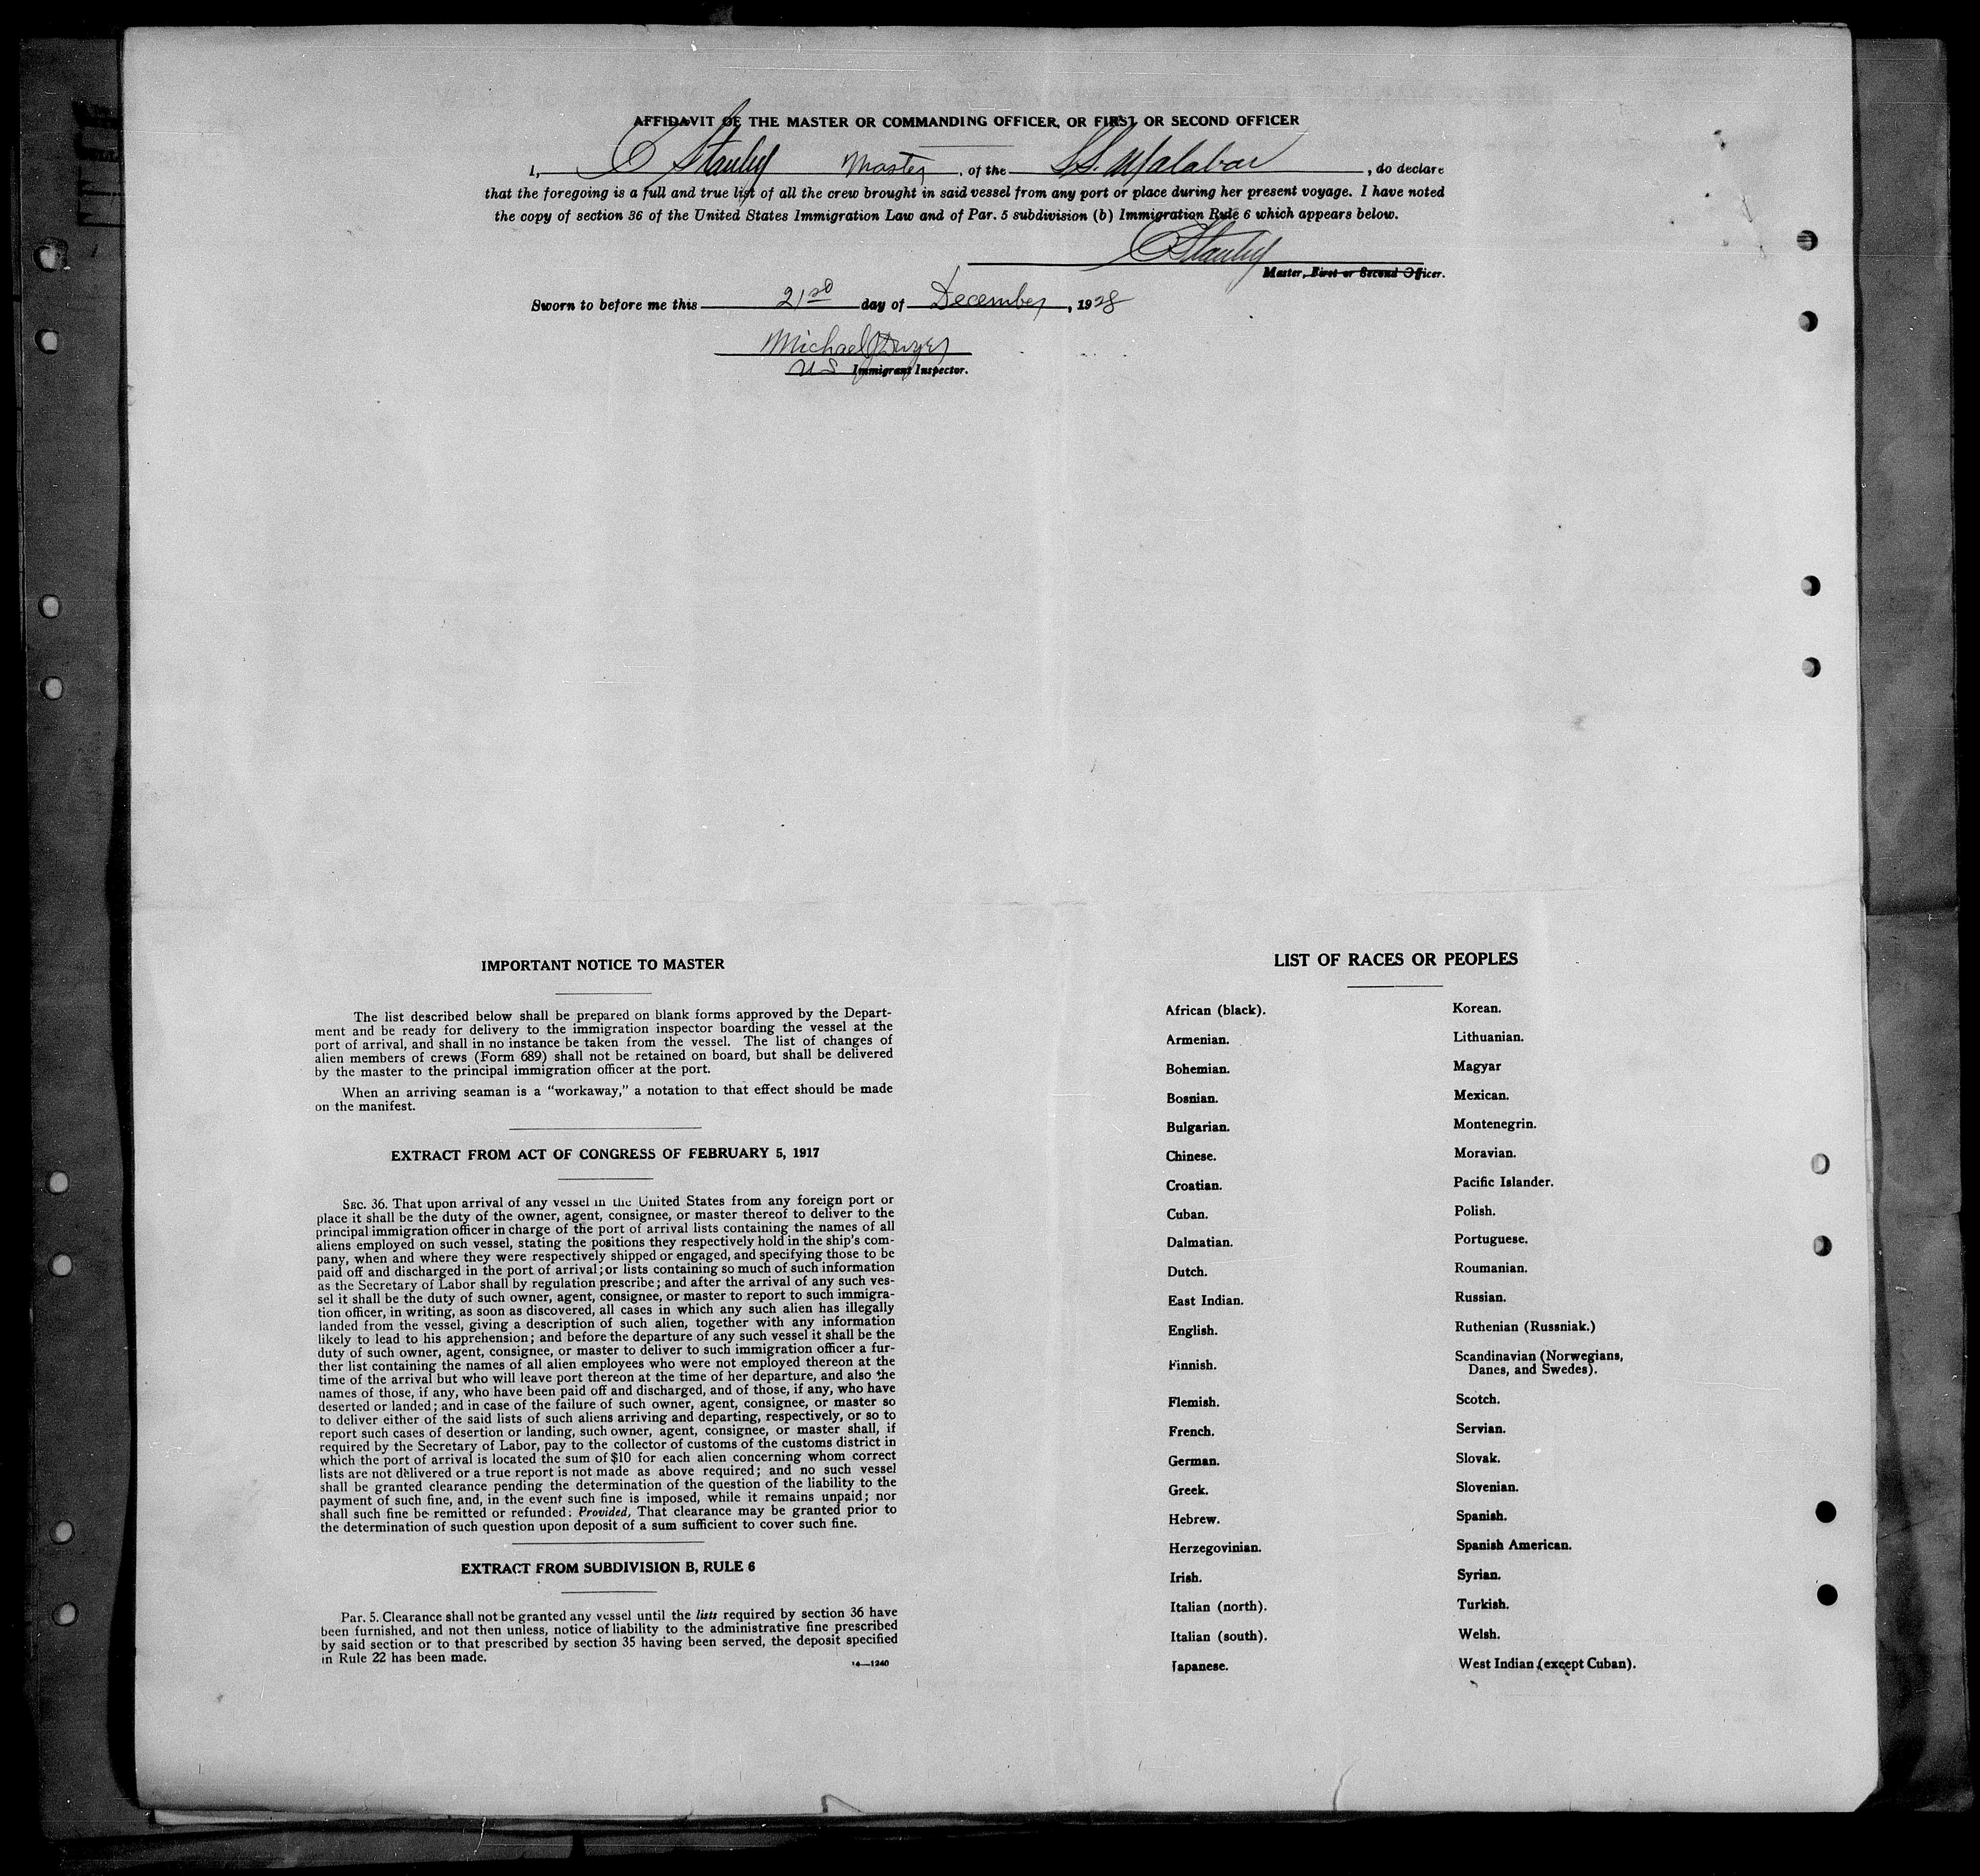 AFFIDAVIT OF THE MASTER OR COMMANDING OFFICER, OR FIRST OR SECOND OFFICER
I, C Stanley Master, of the S.S. Malabar, do declare
that the foregoing is a full and true list of all the crew brought in said vessel from any port or place during her present voyage. I have noted
the copy of section 36 of the United States Immigration Law and of Par. 5 subdivision (b) Immigration Rule 6 which appears below.
C Stanley
Master, First or Second Officer.
Sworn to before me this 21st day of December, 1928
Michael Dwyer
US Immigrant Inspector.
IMPORTANT NOTICE TO MASTER
The list described below shall be prepared on blank forms approved by the Depart-
ment and be ready for delivery to the immigration inspector boarding the vessel at the
port of arrival, and shall in no instance be taken from the vessel. The list of changes of
alien members of crews (Form 689) shall not be retained on board, but shall be delivered
by the master to the principal immigration officer at the port.
When an arriving seaman is a "workaway," a notation to that effect should be made
on the manifest.
EXTRACT FROM ACT OF CONGRESS OF FEBRUARY 5, 1917
SEC. 36. That upon arrival of any vessel in the United States from any foreign port or
place it shall be the duty of the owner, agent, consignee, or master thereof to deliver to the
principal immigration officer in charge of the port of arrival lists containing the names of all
aliens employed on such vessel, stating the positions they respectively hold in the ship's com-
pany, when and where they were respectively shipped or engaged, and specifying those to be
paid off and discharged in the port of arrival; or lists containing so much of such information
as the Secretary of Labor shall by regulation prescribe; and after the arrival of any such ves-
sel it shall be the duty of such owner, agent, consignee, or master to report to such immigra-
tion officer, in writing, as soon as discovered, all cases in which any such alien has illegally
landed from the vessel, giving a description of such alien, together with any information
likely to lead to his apprehension; and before the departure of any such vessel it shall be the
duty of such owner, agent, consignee, or master to deliver to such immigration officer a fur-
ther list containing the names of all alien employees who were not employed thereon at the
time of the arrival but who will leave port thereon at the time of her departure, and also the
names of those, if any, who have been paid off and discharged, and of those, if any, who have
deserted or landed; and in case of the failure of such owner, agent, consignee, or master so
to deliver either of the said lists of such aliens arriving and departing, respectively, or so to
report such cases of desertion or landing, such owner, agent, consignee, or master shall, if
required by the Secretary of Labor, pay to the collector of customs of the customs district in
which the port of arrival is located the sum of $10 for each alien concerning whom correct
lists are not delivered or a true report is not made as above required; and no such vessel
shall be granted clearance pending the determination of the question of the liability to the
payment of such fine, and, in the event such fine is imposed, while it remains unpaid; nor
shall such fine be remitted or refunded: Provided, That clearance may be granted prior to
the determination of such question upon deposit of a sum sufficient to cover such fine.
EXTRACT FROM SUBDIVISION B, RULE 6
Par. 5. Clearance shall not be granted any vessel until the lists required by section 36 have
been furnished, and not then unless, notice of liability to the administrative fine prescribed
by said section or to that prescribed by section 35 having been served, the deposit specified
in Rule 22 has been made.
14—1240
LIST OF RACES OR PEOPLES
African (black).
Armenian.
Bohemian.
Bosnian.
Bulgarian.
Chinese.
Croatian.
Cuban.
Dalmatian.
Dutch.
East Indian.
English.
Finnish.
Flemish.
French.
German.
Greek.
Hebrew.
Herzegovinian.
Irish.
Italian (north).
Italian (south).
Japanese.
Korean.
Lithuanian.
Magyar
Mexican.
Montenegrin.
Moravian.
Pacific Islander.
Polish.
Portuguese.
Roumanian.
Russian.
Ruthenian (Russniak.)
Scandinavian (Norwegians,
Danes, and Swedes).
Scotch.
Servian.
Slovak.
Slovenian.
Spanish.
Spanish American.
Syrian.
Turkish.
Welsh.
West Indian (except Cuban).